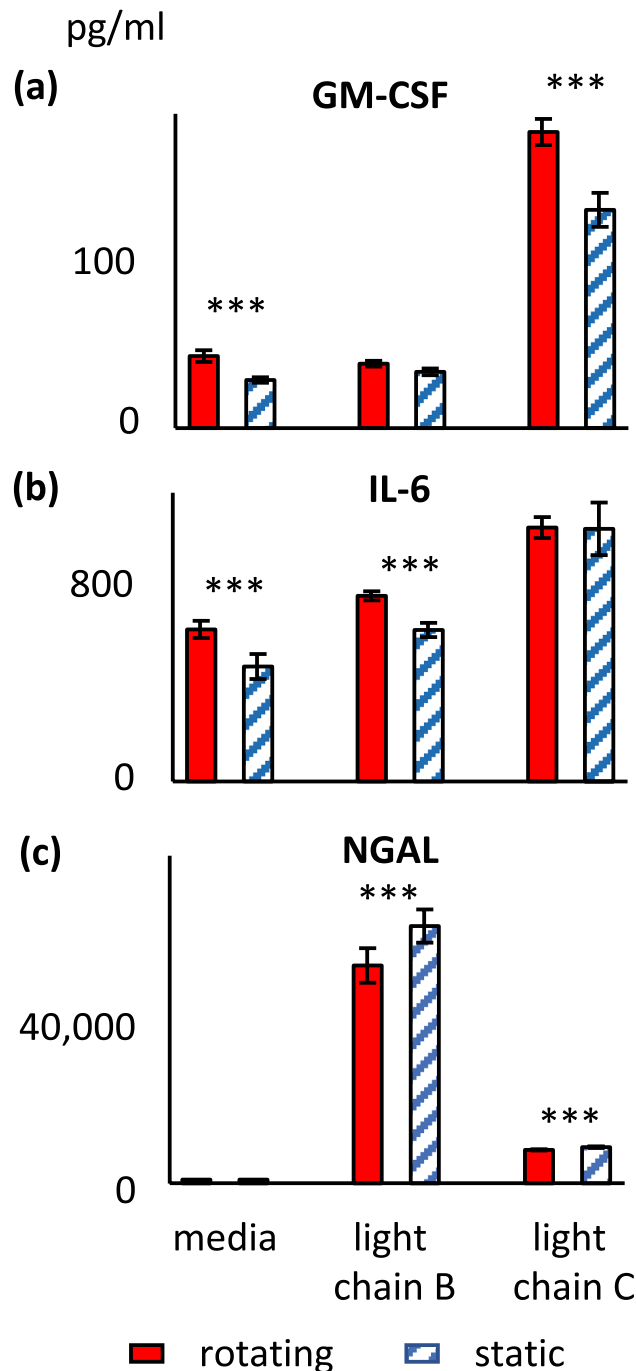 pg/ml
(a)
GM-CSF
***
100
***
0
(b)
IL-6
800
***
***
0
(c)
NGAL
***
40,000
***
0
media
light
chain B
light
chain C
rotating
static